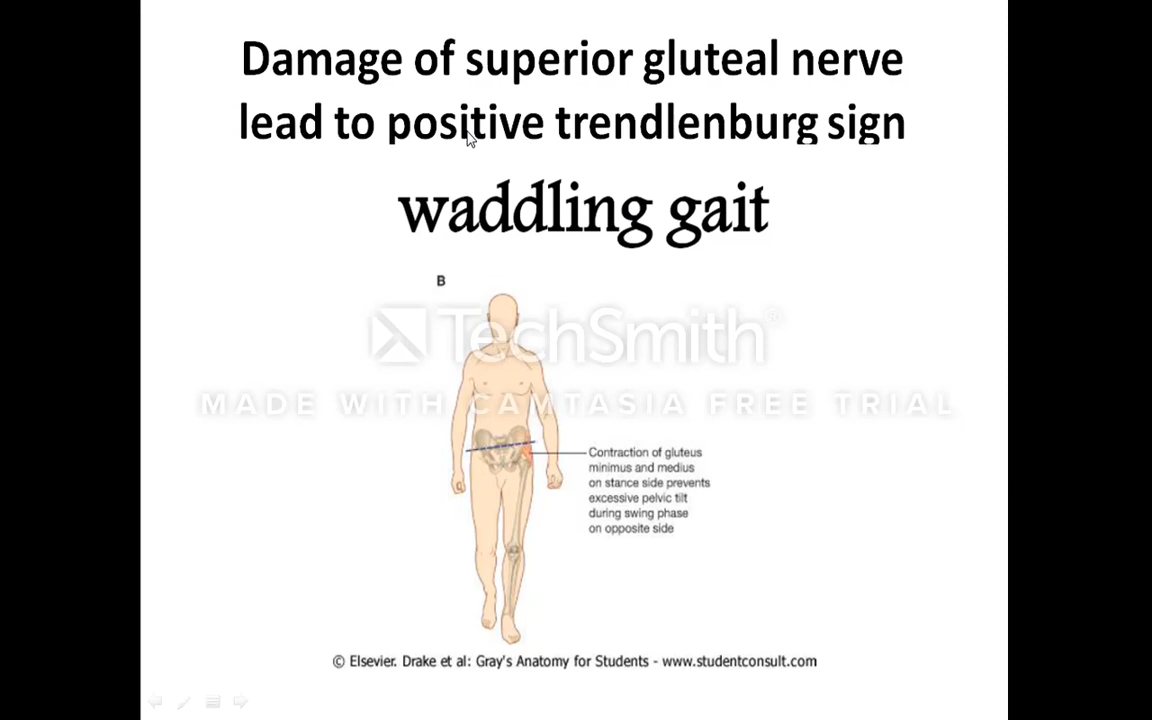 Damage of superior gluteal nerve
lead to positive trendlenburg sign
waddling gait
B
TechSmith®
MADE WITH CAMTASIA FREE TRIAL
Contraction of gluteus
minimus and medius
on stance side prevents
excessive pelvic tilt
during swing phase
on opposite side
© Elsevier. Drake et al: Gray's Anatomy for Students - www.studentconsult.com